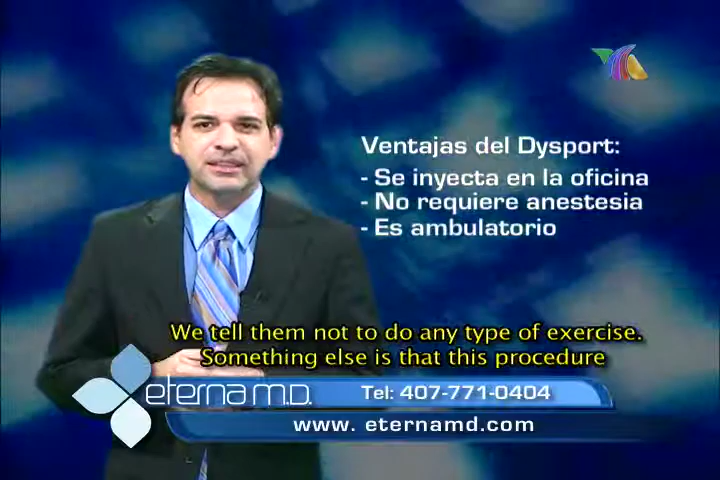 Ventajas del Dysport:
- Se inyecta en la oficina
- No requiere anestesia
- Es ambulatorio
We tell them not to do any type of exercise.
Something else is that this procedure
eterna m.d.
Tel: 407-771-0404
www. eternamd.com